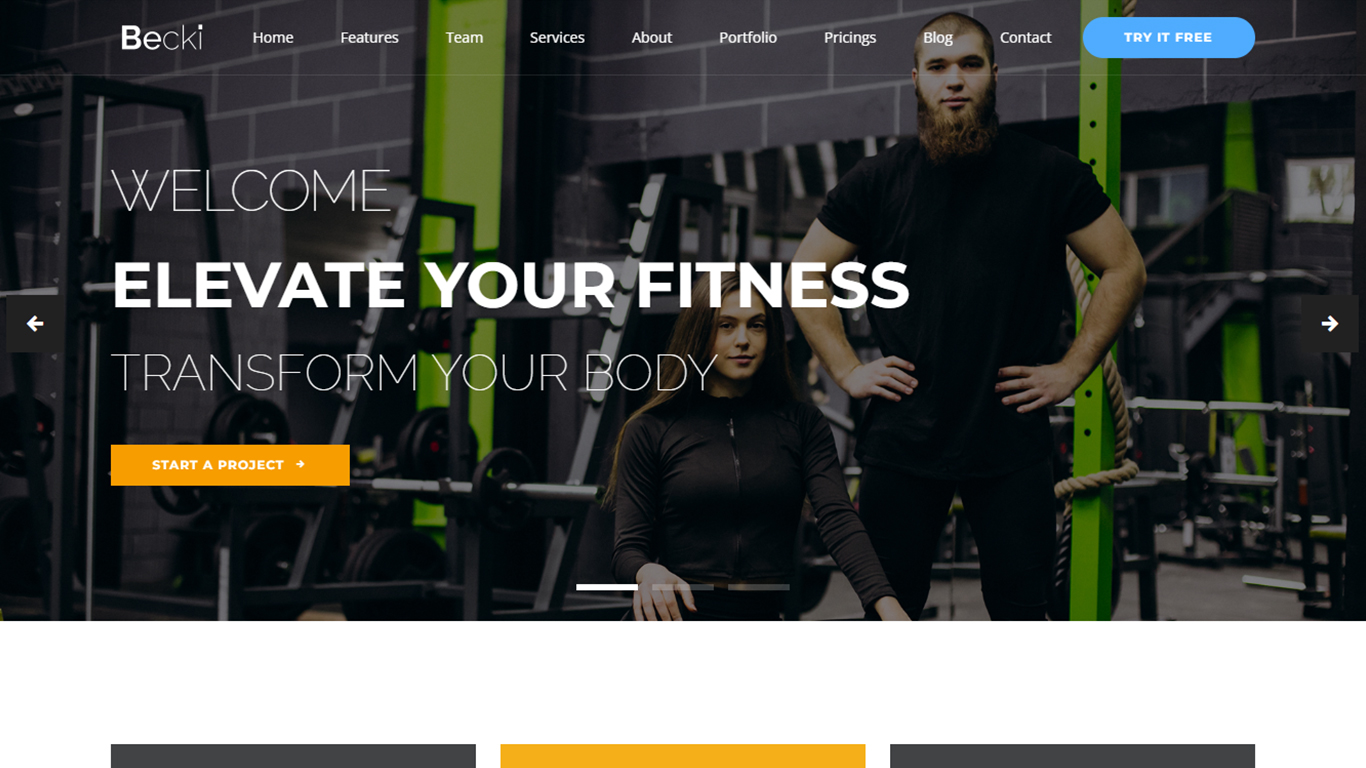 Becki
Home Features Team Services About Portfolio Pricings Blog Contact TRY IT FREE
WELCOME
ELEVATE YOUR FITNESS
TRANSFORM YOUR BODY
START A PROJECT